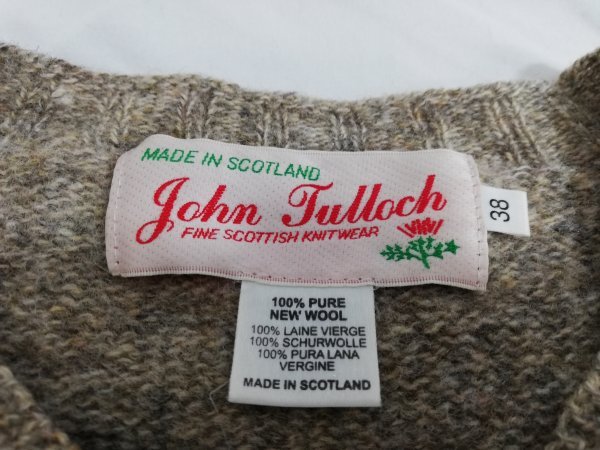 MADE IN SCOTLAND
John Tulloch
FINE SCOTTISH KNITWEAR
38
100% PURE
NEW WOOL
100% LAINE VIERGE
100% SCHURWOLLE
100% PURA LANA
VERGINE
MADE IN SCOTLAND